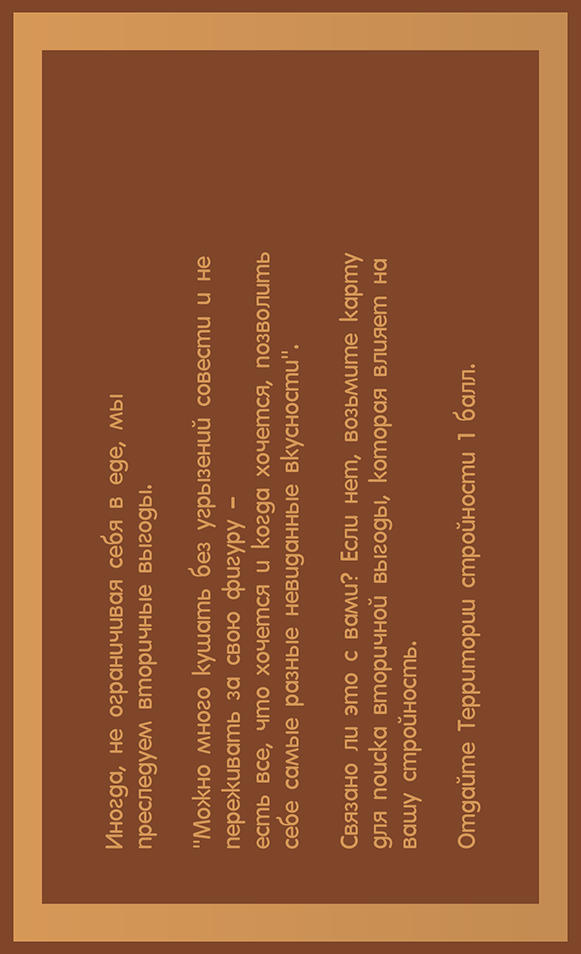 Иногда, не ограничивая себя в еде, мы
преследуем вторичные выгоды.
"Можно много кушать без угрызений совести и не
переживать за свою фигуру –
есть все, что хочется и когда хочется, позволить
себе самые разные невиданные вкусности".
Связано ли это с вами? Если нет, возьмите карту
для поиска вторичной выгоды, которая влияет на
вашу стройность.
Отдайте Территории стройности 1 балл.